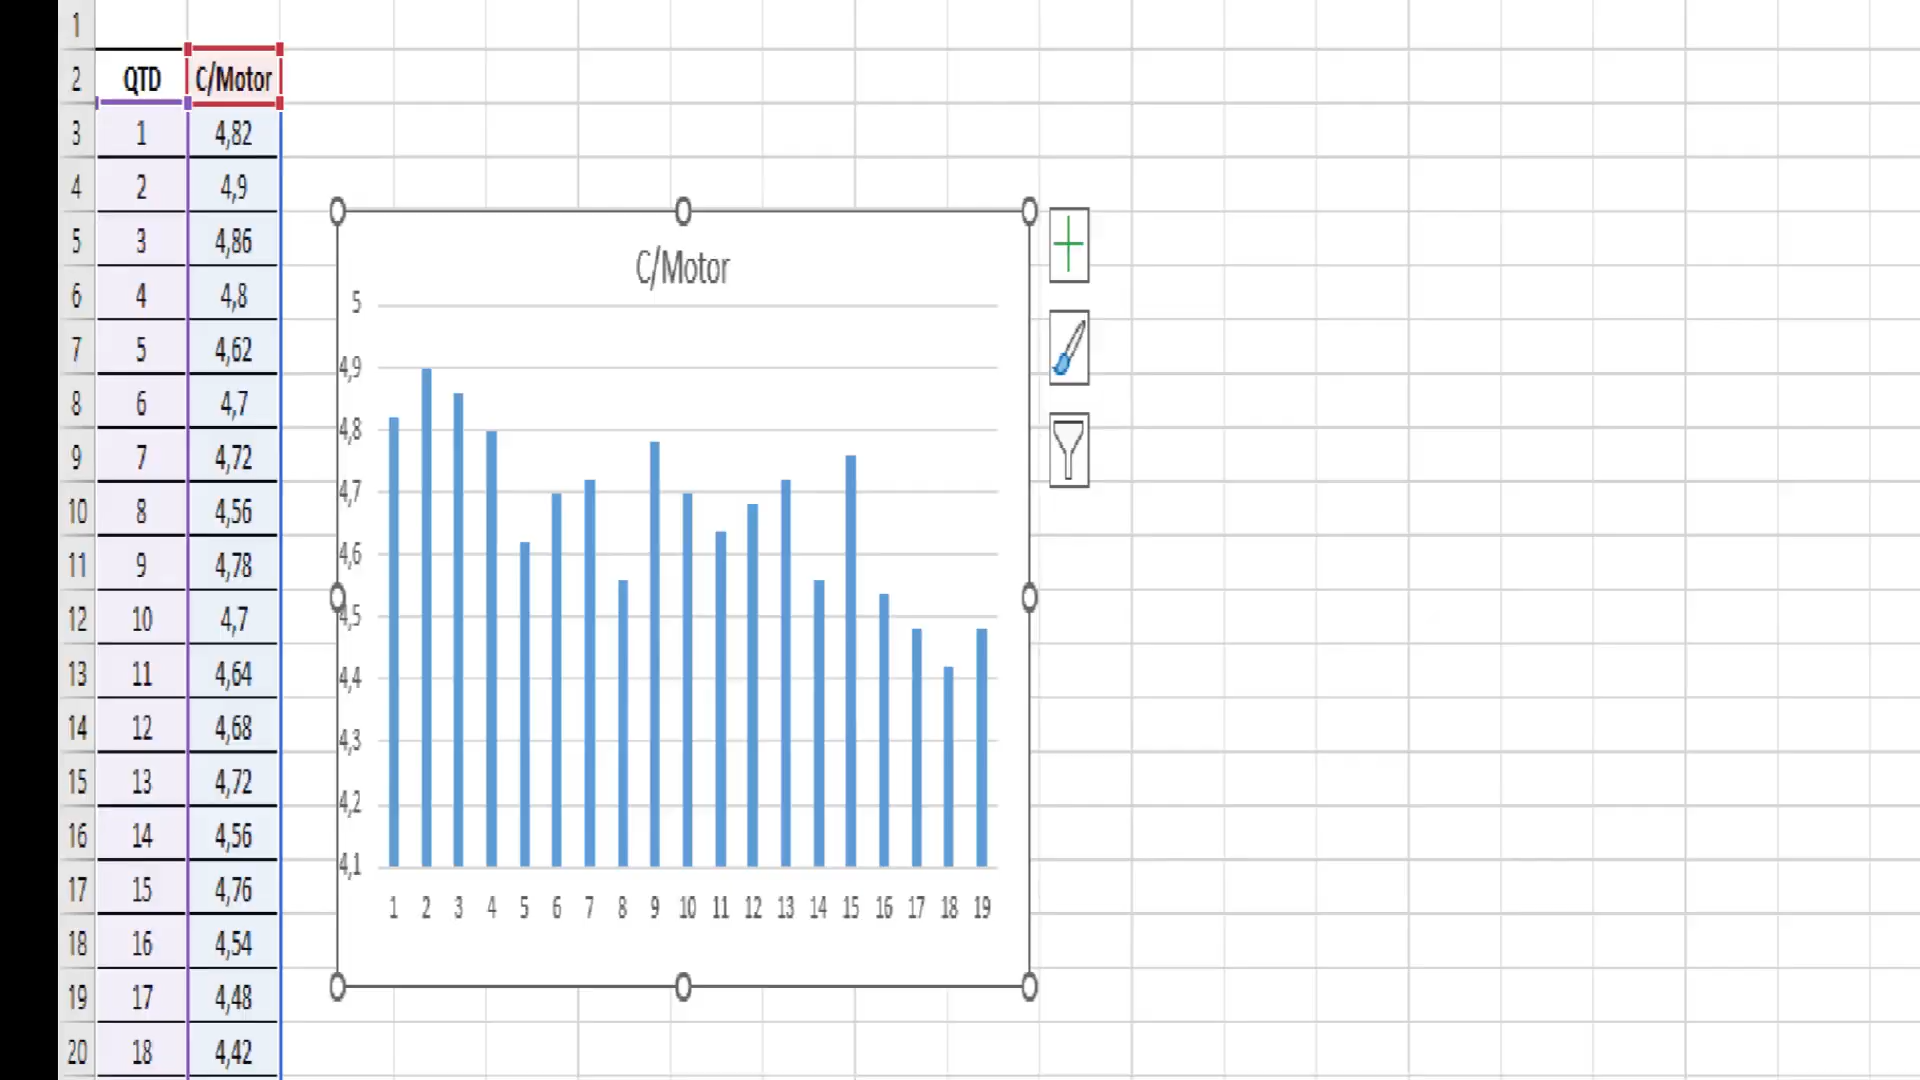 1
2 QTD C/Motor
3 1 4,82
4 2 4,9
5 3 4,86
6 4 4,8
7 5 4,62
8 6 4,7
9 7 4,72
10 8 4,56
11 9 4,78
12 10 4,7
13 11 4,64
14 12 4,68
15 13 4,72
16 14 4,56
17 15 4,76
18 16 4,54
19 17 4,48
20 18 4,42
C/Motor
5
4,9
4,8
4,7
4,6
4,5
4,4
4,3
4,2
4,1
1 2 3 4 5 6 7 8 9 10 11 12 13 14 15 16 17 18 19